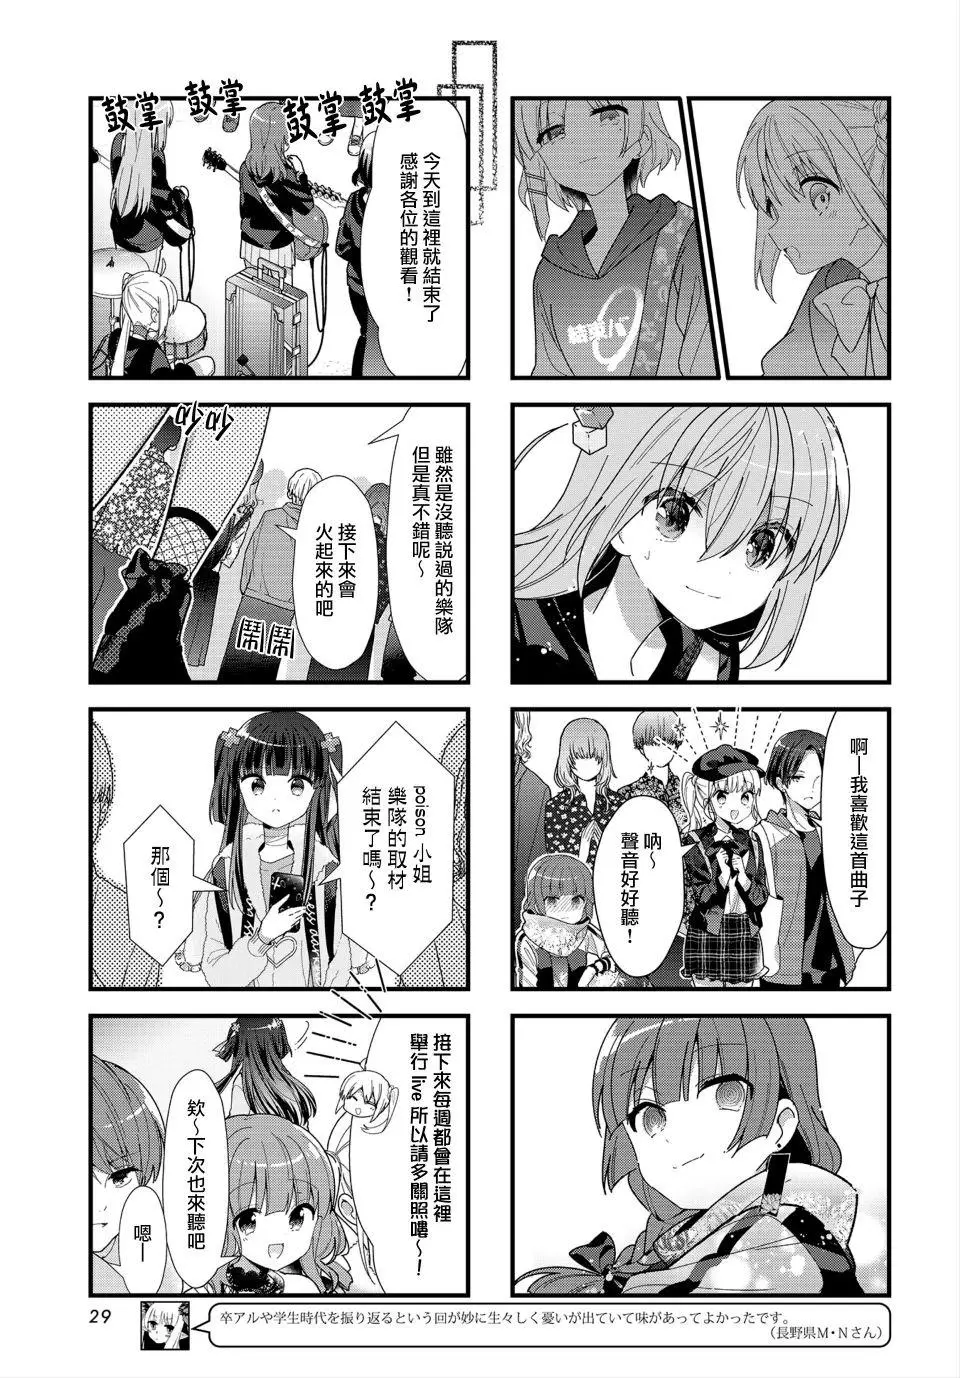 結束バ
啊—我喜歡這首曲子
吶~
聲音好好聽！
鼓掌
鼓掌
鼓掌
鼓掌
今天到這裡就結束了
感謝各位的觀看！
吵吵
雖然是沒聽說過的樂隊
但是真不錯呢~
接下來會
火起來的吧
鬧鬧
poison 小姐
樂隊的取材
結束了嗎~？
那個~？
接下來每週都會在這裡
舉行 live 所以請多關照嘍~！
欸~下次也來聽吧
嗯—
29
卒アルや学生時代を振り返るという回が妙に生々しく憂いが出ていて味があってよかったです。
（長野県M・Nさん）